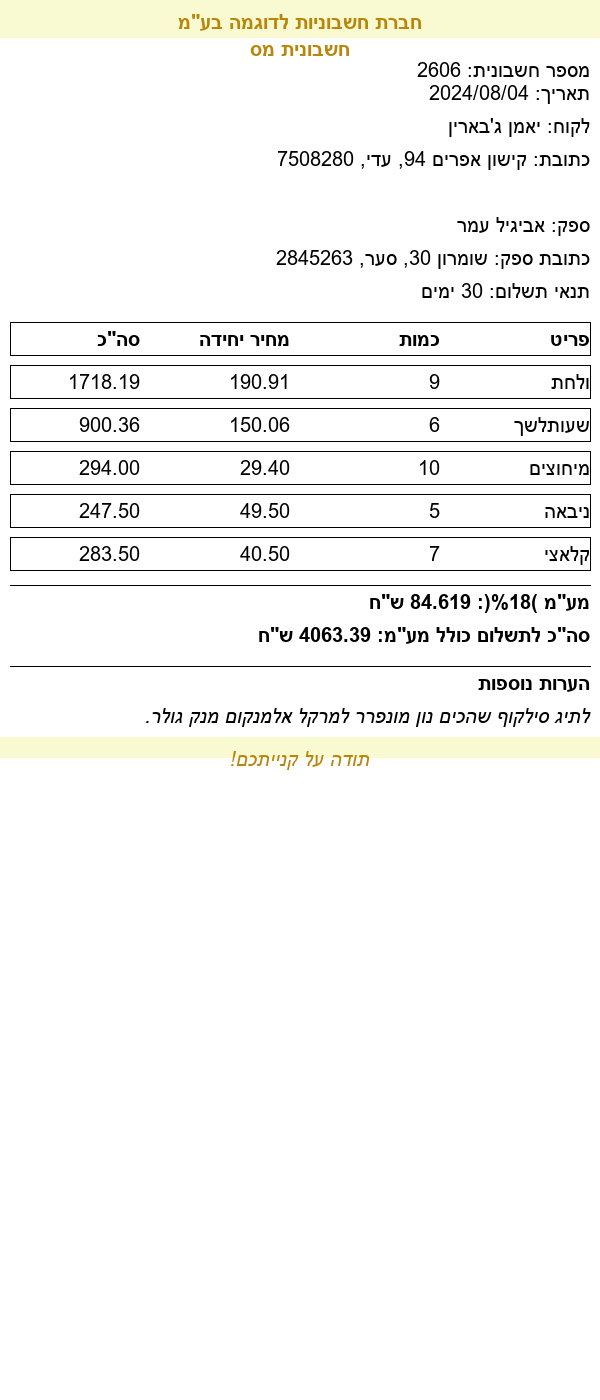 חברת חשבוניות לדוגמה בע"מ
חשבונית מס
מספר חשבונית: 2606
תאריך: 2024/08/04
לקוח: יאמן ג'בארין
כתובת: קישון אפרים 94, עדי, 7508280
ספק: אביגיל עמר
כתובת ספק: שומרון 30, סער, 2845263
תנאי תשלום: 30 ימים
פריט כמות מחיר יחידה סה"כ
ולחת 9 190.91 1718.19
שעותלשך 6 150.06 900.36
מיחוצים 10 29.40 294.00
ניבאה 5 49.50 247.50
קלאצי 7 40.50 283.50
מע"מ )18%(: 84.619 ש"ח
סה"כ לתשלום כולל מע"מ: 4063.39 ש"ח
הערות נוספות
לתיג סילקוף שהכים נון מונפרר למרקל אלמנקום מנק גולר.
תודה על קנייתכם!